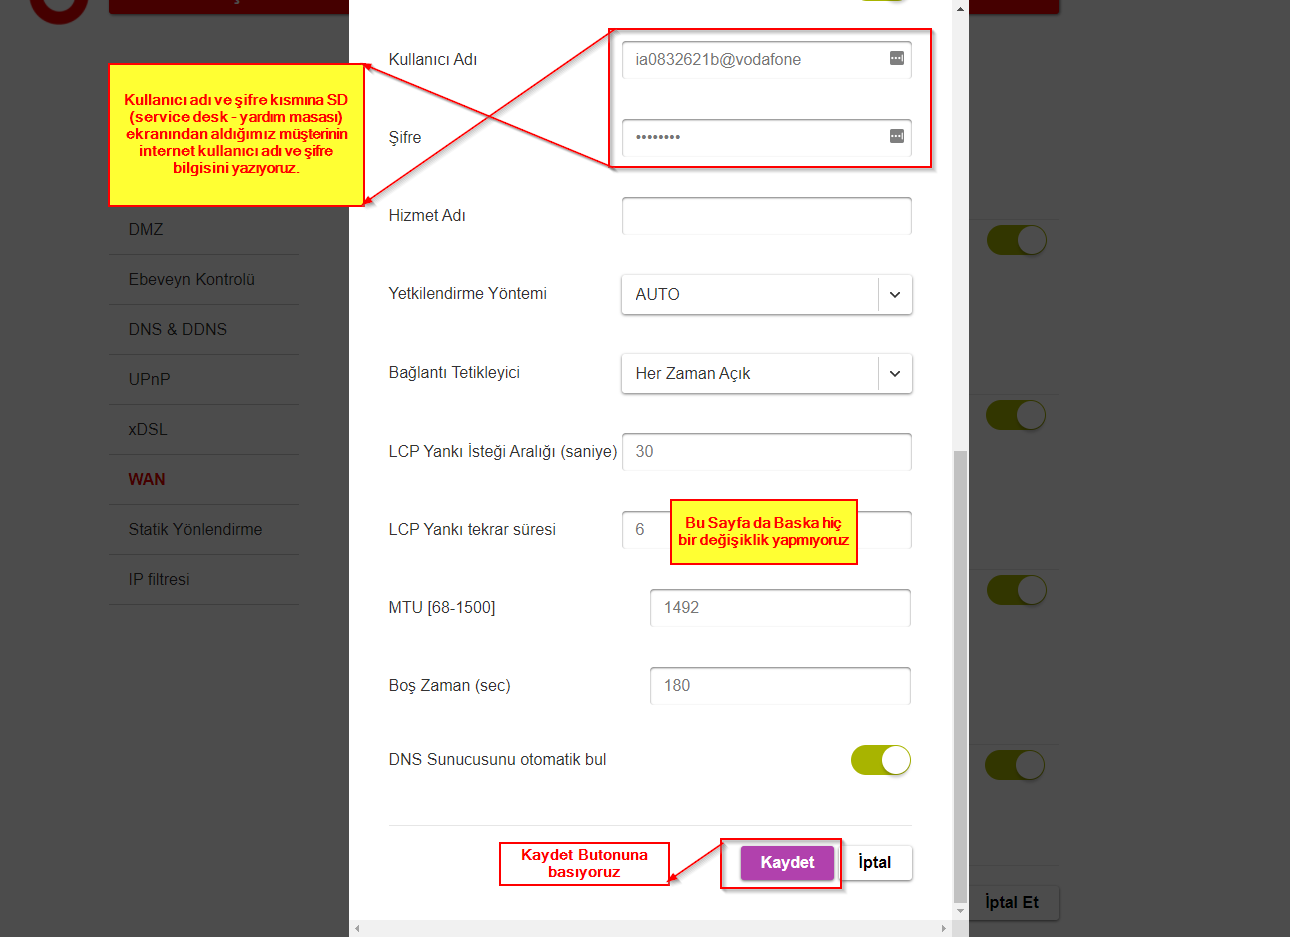 Kullanıcı Adı
ia0832621b@vodafone
Kullanıcı adı ve şifre kısmına SD
(service desk - yardım masası)
ekranından aldığımız müşterinin
internet kullanıcı adı ve şifre
bilgisini yazıyoruz.
Şifre
••••••••
Hizmet Adı
DMZ
Ebeveyn Kontrolü
Yetkilendirme Yöntemi
AUTO
DNS & DDNS
UPnP
Bağlantı Tetikleyici
Her Zaman Açık
xDSL
LCP Yankı İsteği Aralığı (saniye)
30
WAN
Statik Yönlendirme
LCP Yankı tekrar süresi
6
Bu Sayfa da Baska hiç
bir değişiklik yapmıyoruz
IP filtresi
MTU [68-1500]
1492
Boş Zaman (sec)
180
DNS Sunucusunu otomatik bul
Kaydet Butonuna
basıyoruz
Kaydet
İptal
İptal Et